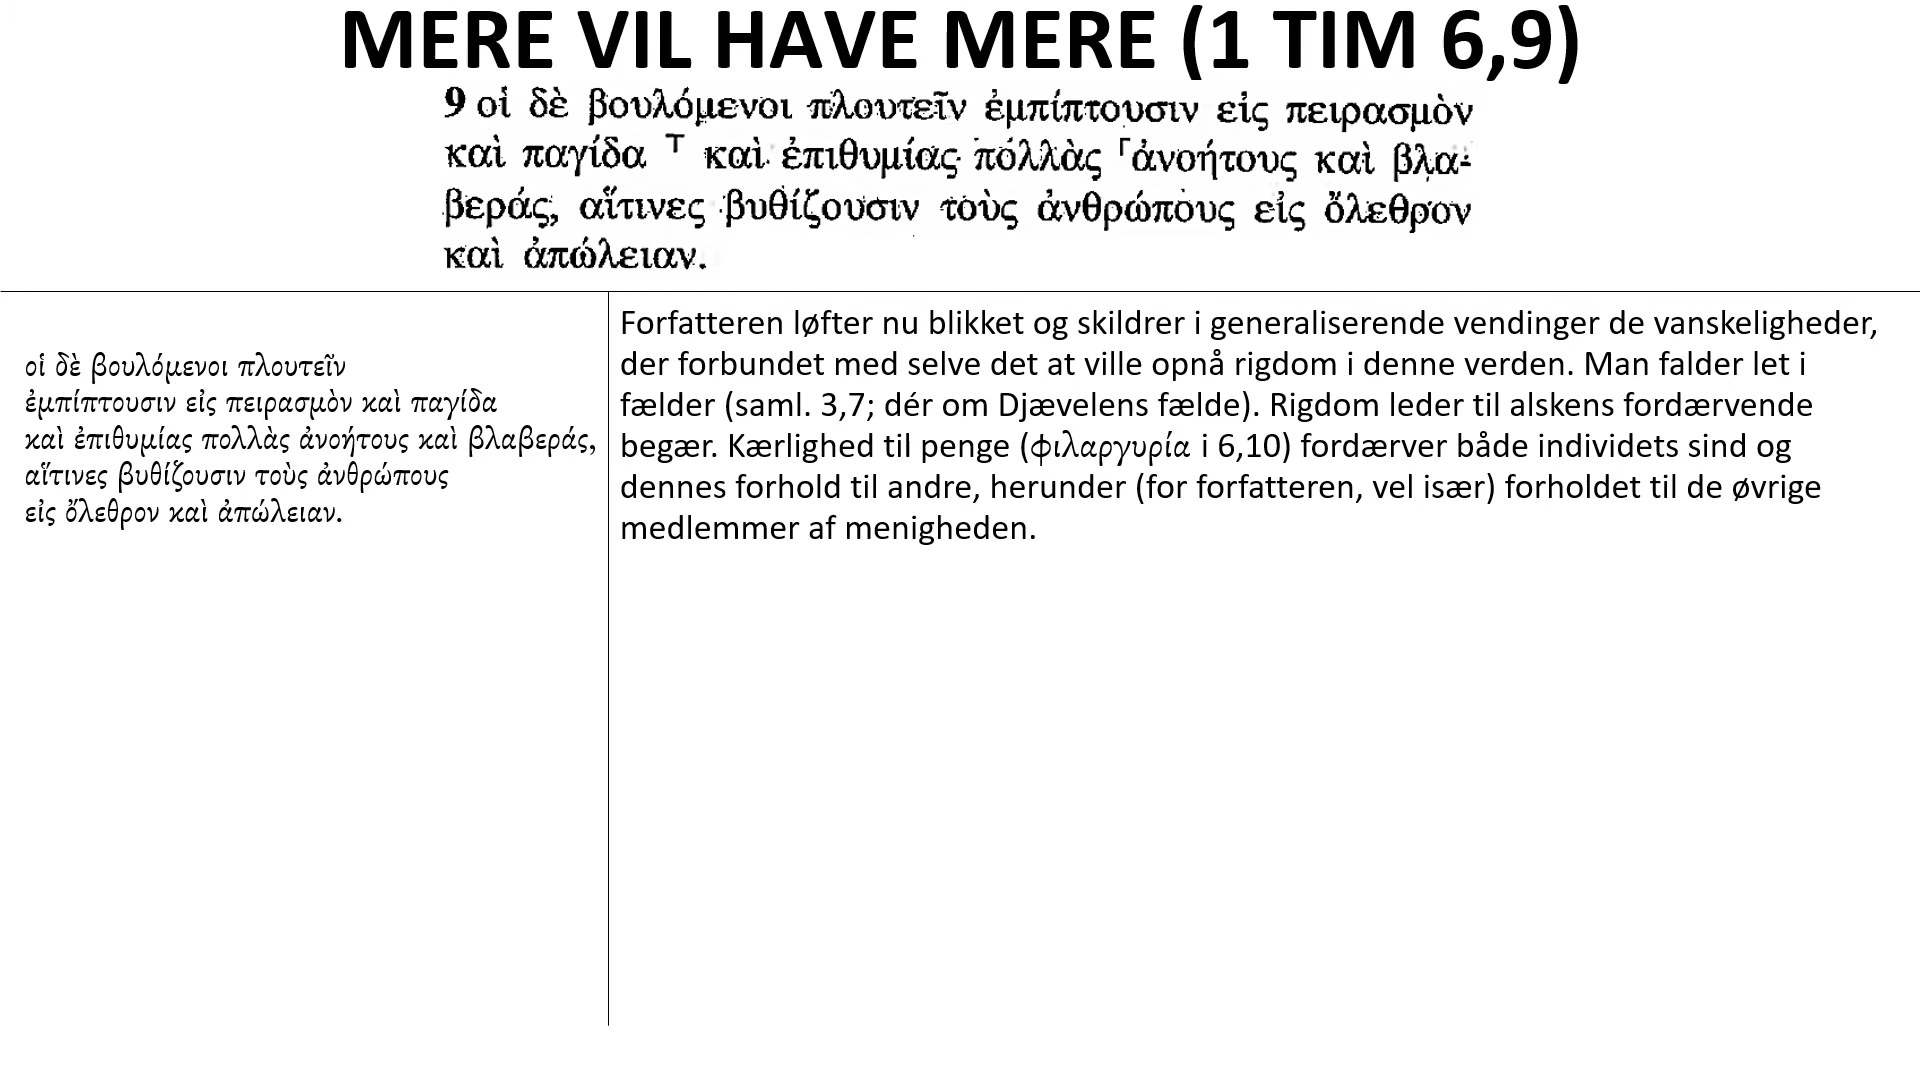 MERE VIL HAVE MERE (1 TIM 6,9)
9 οἱ δὲ βουλόμενοι πλουτεῖν ἐμπίπτουσιν εἰς πειρασμὸν
καὶ παγίδα ⸆ καὶ ἐπιθυμίας πολλὰς ⸀ἀνοήτους καὶ βλα-
βεράς, αἵτινες βυθίζουσιν τοὺς ἀνθρώπους εἰς ὄλεθρον
καὶ ἀπώλειαν.
οἱ δὲ βουλόμενοι πλουτεῖν
ἐμπίπτουσιν εἰς πειρασμὸν καὶ παγίδα
καὶ ἐπιθυμίας πολλὰς ἀνοήτους καὶ βλαβεράς,
αἵτινες βυθίζουσιν τοὺς ἀνθρώπους
εἰς ὄλεθρον καὶ ἀπώλειαν.
Forfatteren løfter nu blikket og skildrer i generaliserende vendinger de vanskeligheder,
der forbundet med selve det at ville opnå rigdom i denne verden. Man falder let i
fælder (saml. 3,7; dér om Djævelens fælde). Rigdom leder til alskens fordærvende
begær. Kærlighed til penge (φιλαργυρία i 6,10) fordærver både individets sind og
dennes forhold til andre, herunder (for forfatteren, vel især) forholdet til de øvrige
medlemmer af menigheden.